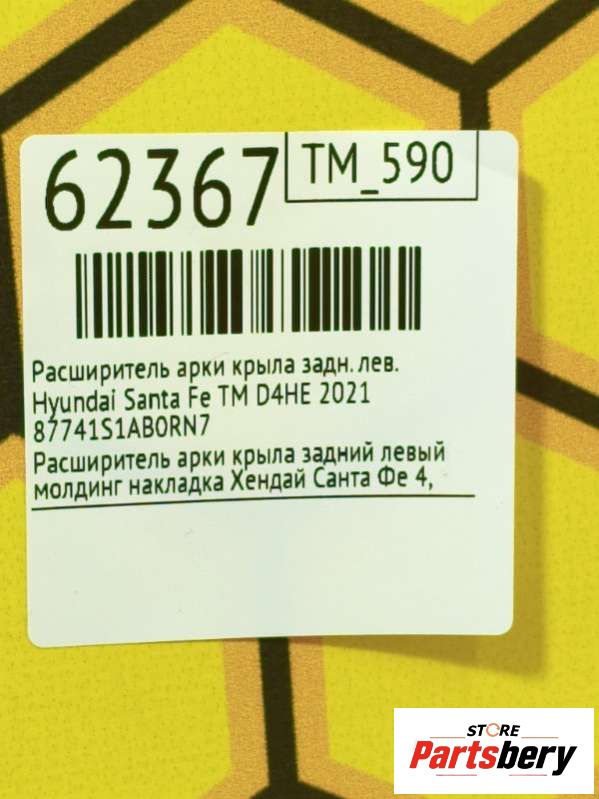 62367
TM_590
Расширитель арки крыла задн. лев.
Hyundai Santa Fe TM D4HE 2021
87741S1AB0RN7
Расширитель арки крыла задний левый
молдинг накладка Хендай Санта Фе 4,
STORE
Partsbery